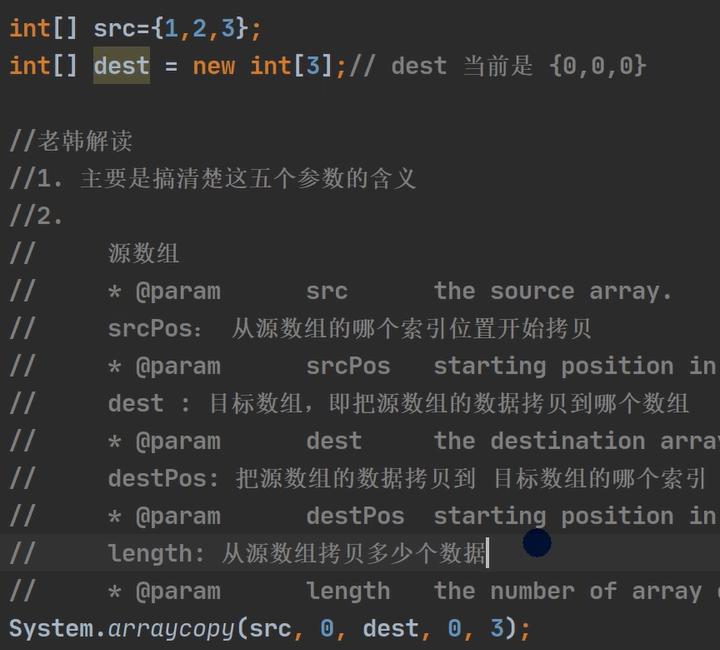 int[] src={1,2,3};
int[] dest = new int[3];// dest 当前是 {0,0,0}
//老韩解读
//1. 主要是搞清楚这五个参数的含义
//2.
//     源数组
//     * @param      src      the source array.
//     srcPos： 从源数组的哪个索引位置开始拷贝
//     * @param      srcPos   starting position in
//     dest : 目标数组，即把源数组的数据拷贝到哪个数组
//     * @param      dest     the destination array
//     destPos: 把源数组的数据拷贝到 目标数组的哪个索引
//     * @param      destPos  starting position in
//     length: 从源数组拷贝多少个数据
//     * @param      length   the number of array
System.arraycopy(src, 0, dest, 0, 3);